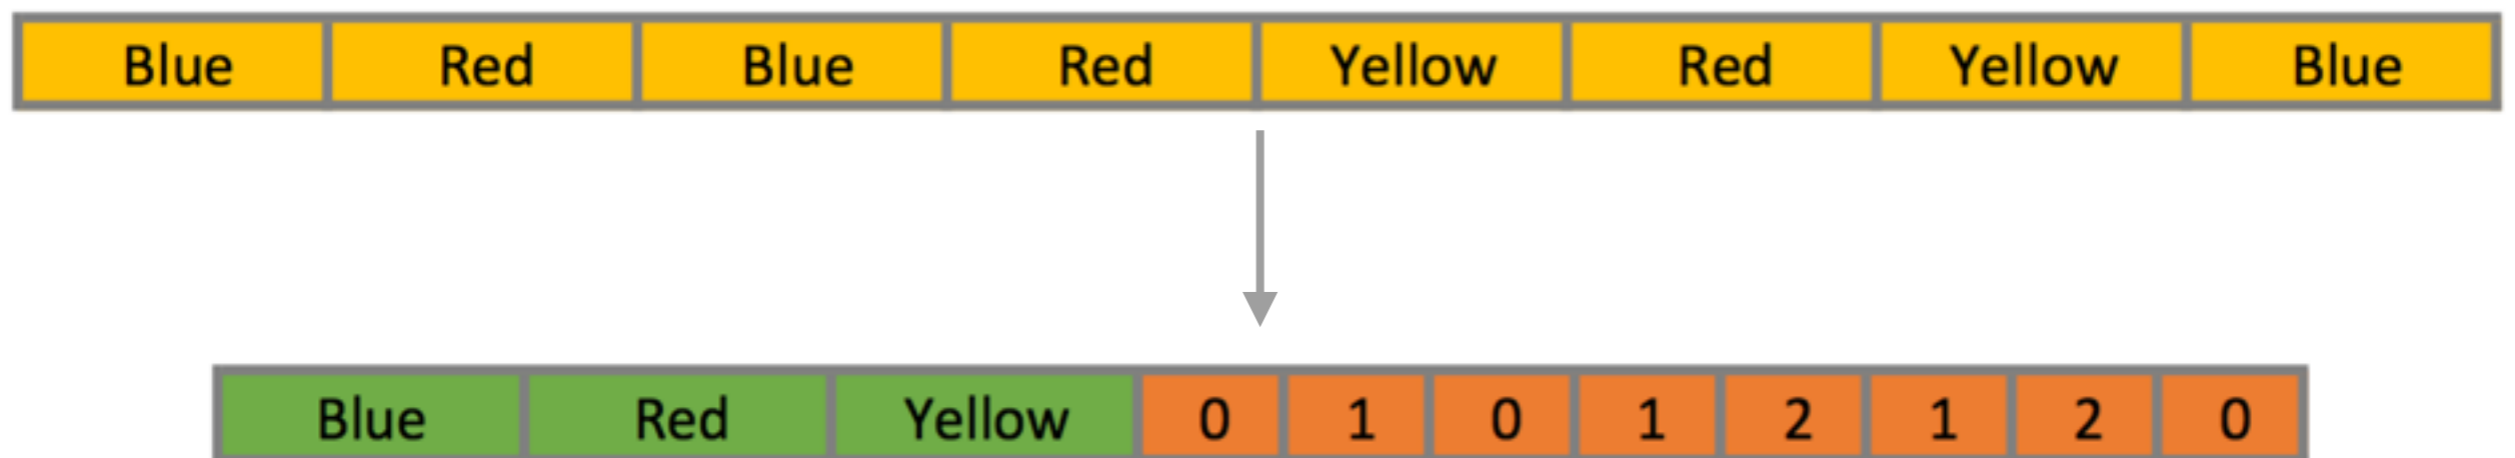 Blue Red Blue Red Yellow Red Yellow Blue
Blue Red Yellow 0 1 0 1 2 1 2 0